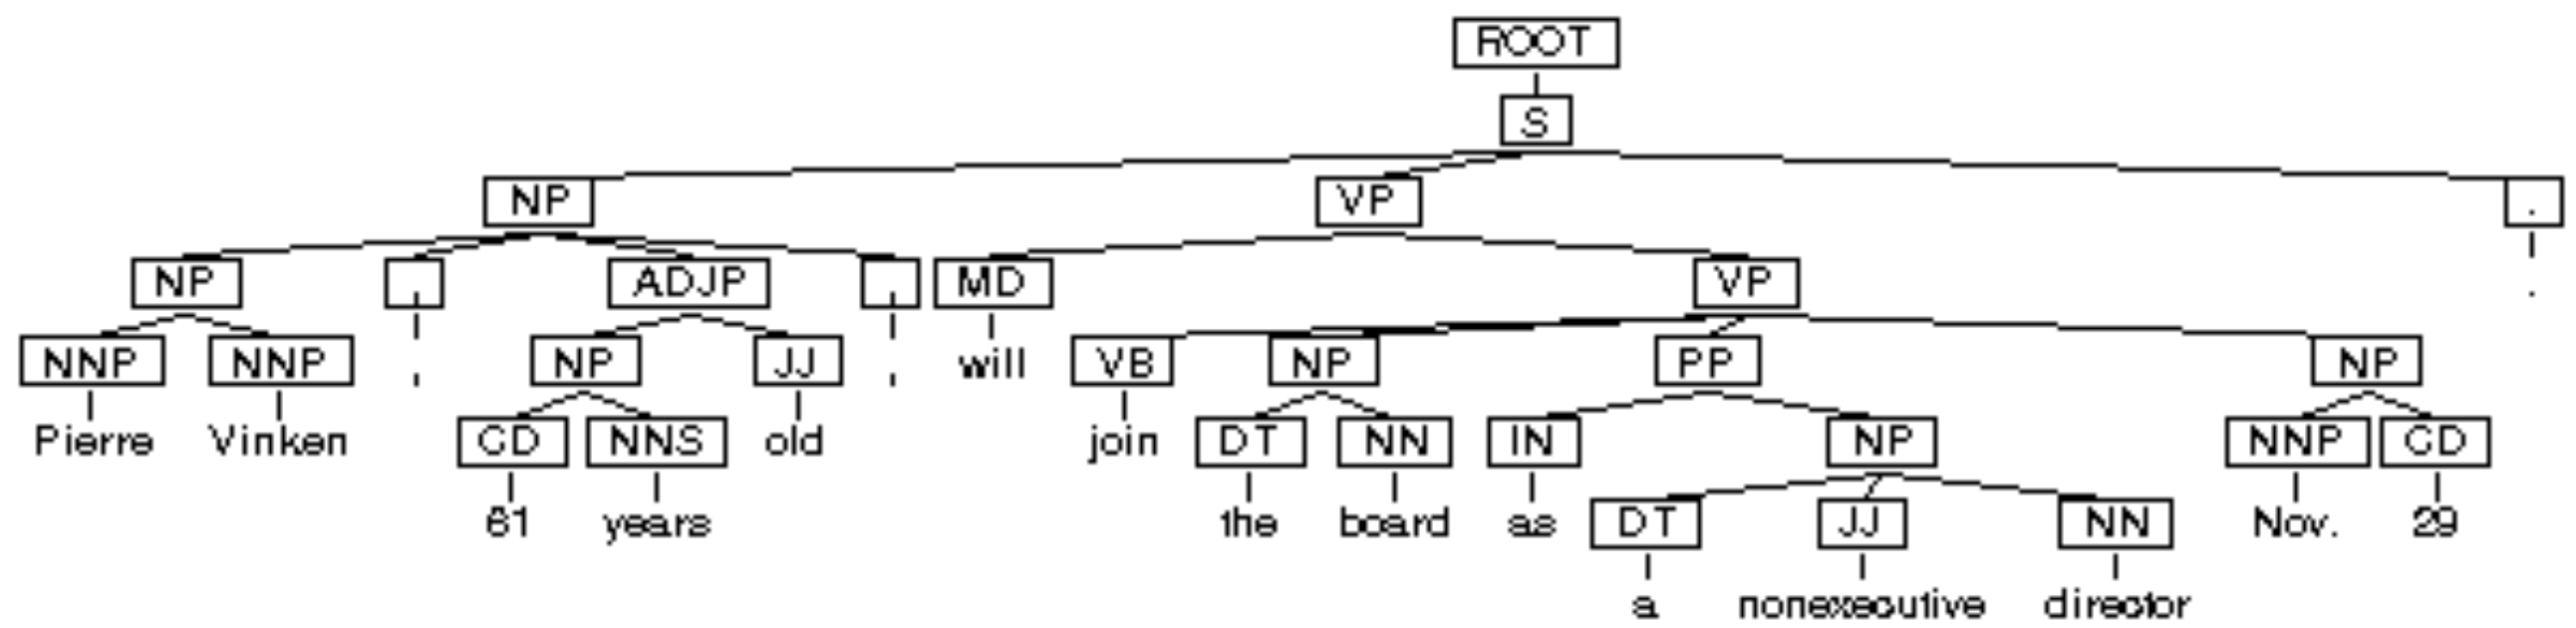 ROOT
S
NP VP .
NP , ADJP , MD VP .
NNP NNP , NP JJ , will VB NP PP NP
Pierre Vinken CD NNS old join DT NN IN NP NNP CD
61 years the board as DT JJ NN Nov. 29
a nonexecutive director